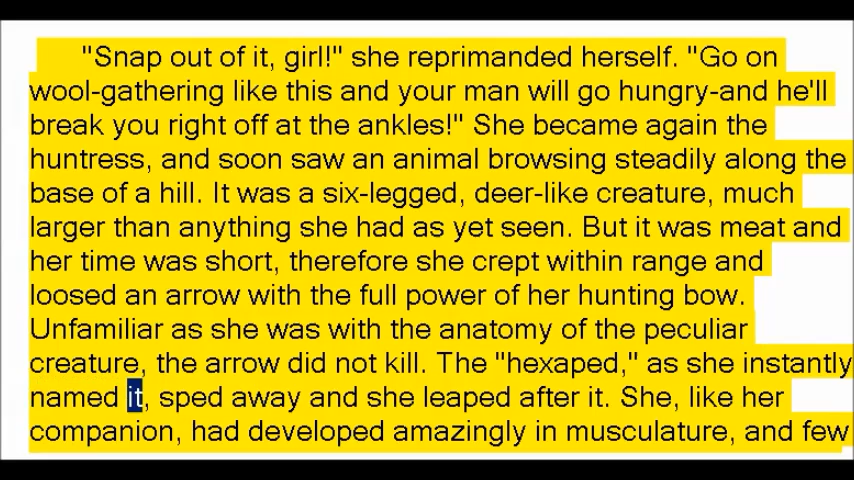 "Snap out of it, girl!" she reprimanded herself. "Go on
wool-gathering like this and your man will go hungry-and he'll
break you right off at the ankles!" She became again the
huntress, and soon saw an animal browsing steadily along the
base of a hill. It was a six-legged, deer-like creature, much
larger than anything she had as yet seen. But it was meat and
her time was short, therefore she crept within range and
loosed an arrow with the full power of her hunting bow.
Unfamiliar as she was with the anatomy of the peculiar
creature, the arrow did not kill. The "hexaped," as she instantly
named it, sped away and she leaped after it. She, like her
companion, had developed amazingly in musculature, and few